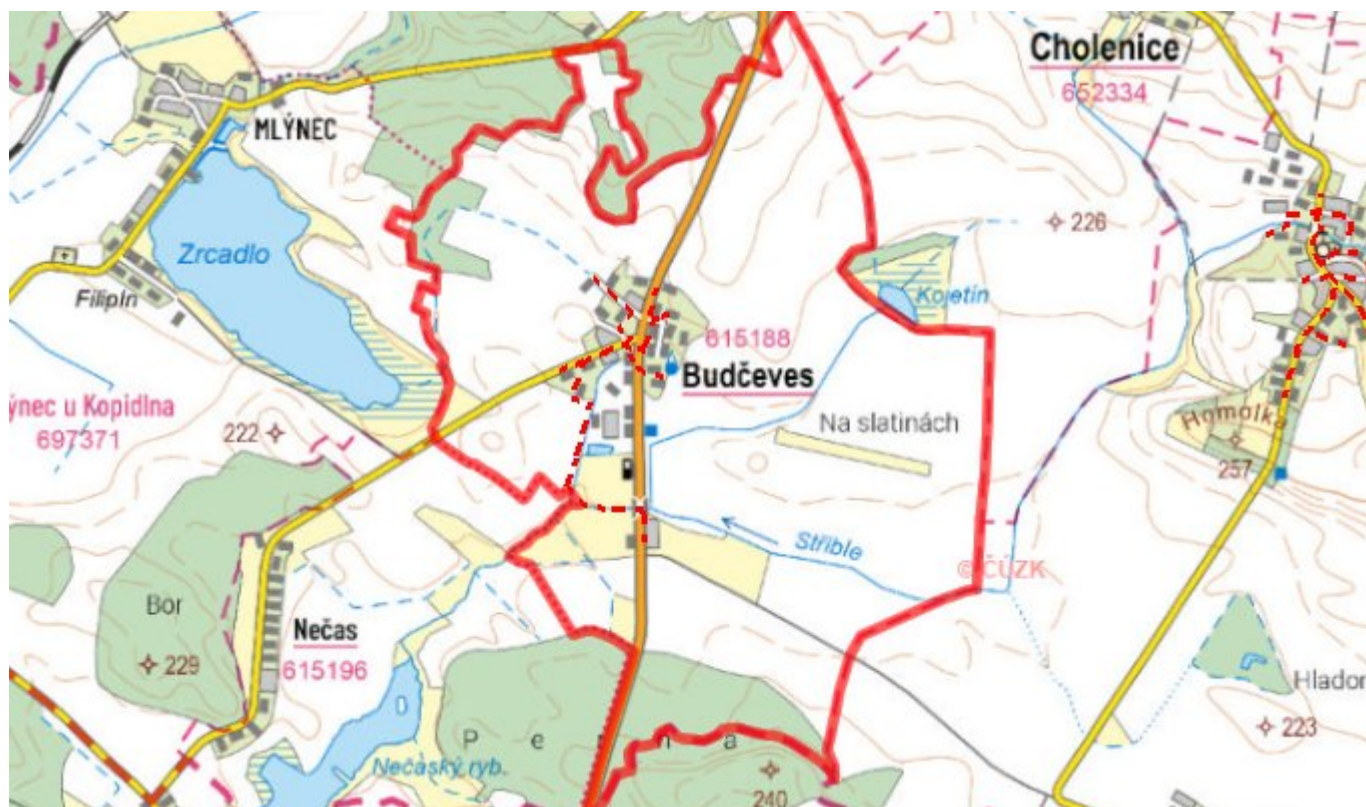 Cholenice
652334
MLÝNEC
226
Zrcadlo
Kojetín
Filipín
615188
Budčeves
ýnec u Kopidlna
697371
222
Na slatinách
Homolka
257
Stříble
© ČÚZK
Bor
Nečas
229
615196
Hladom
223
P e r n á
Nečaský ryb.
240